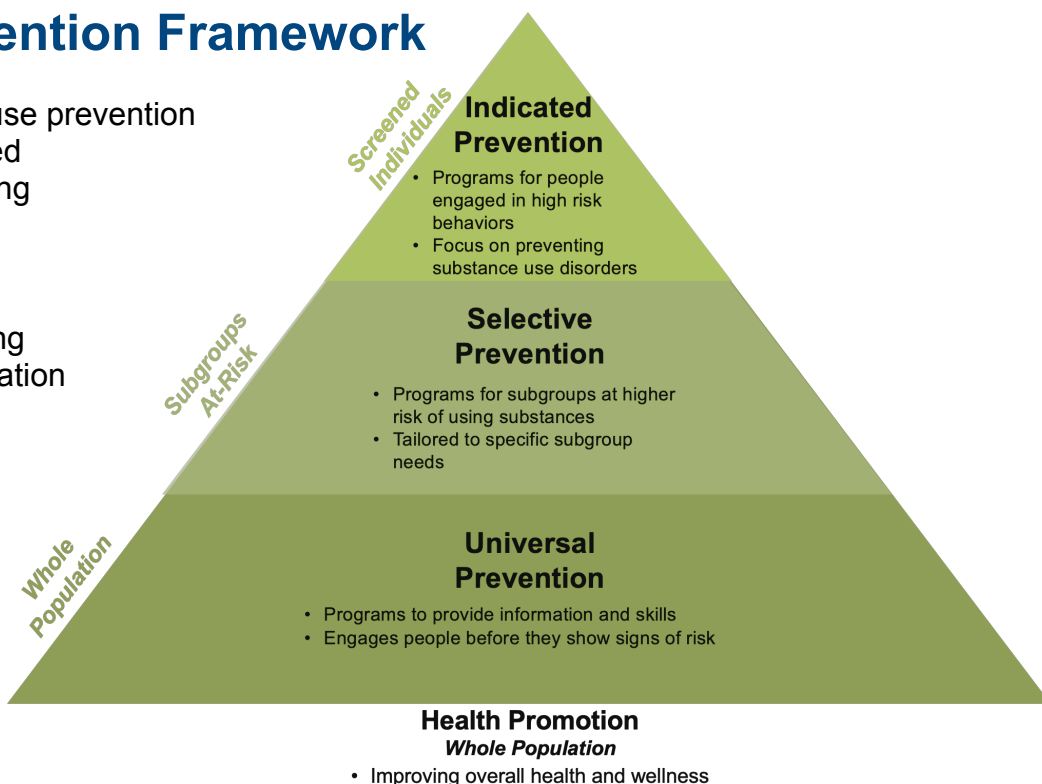 ention Framework
use prevention
ed
ng
ng
ation
Screened
Individuals
Indicated
Prevention
• Programs for people
engaged in high risk
behaviors
• Focus on preventing
substance use disorders
Subgroups
At-Risk
Selective
Prevention
• Programs for subgroups at higher
risk of using substances
• Tailored to specific subgroup
needs
Whole
Population
Universal
Prevention
• Programs to provide information and skills
• Engages people before they show signs of risk
Health Promotion
Whole Population
• Improving overall health and wellness